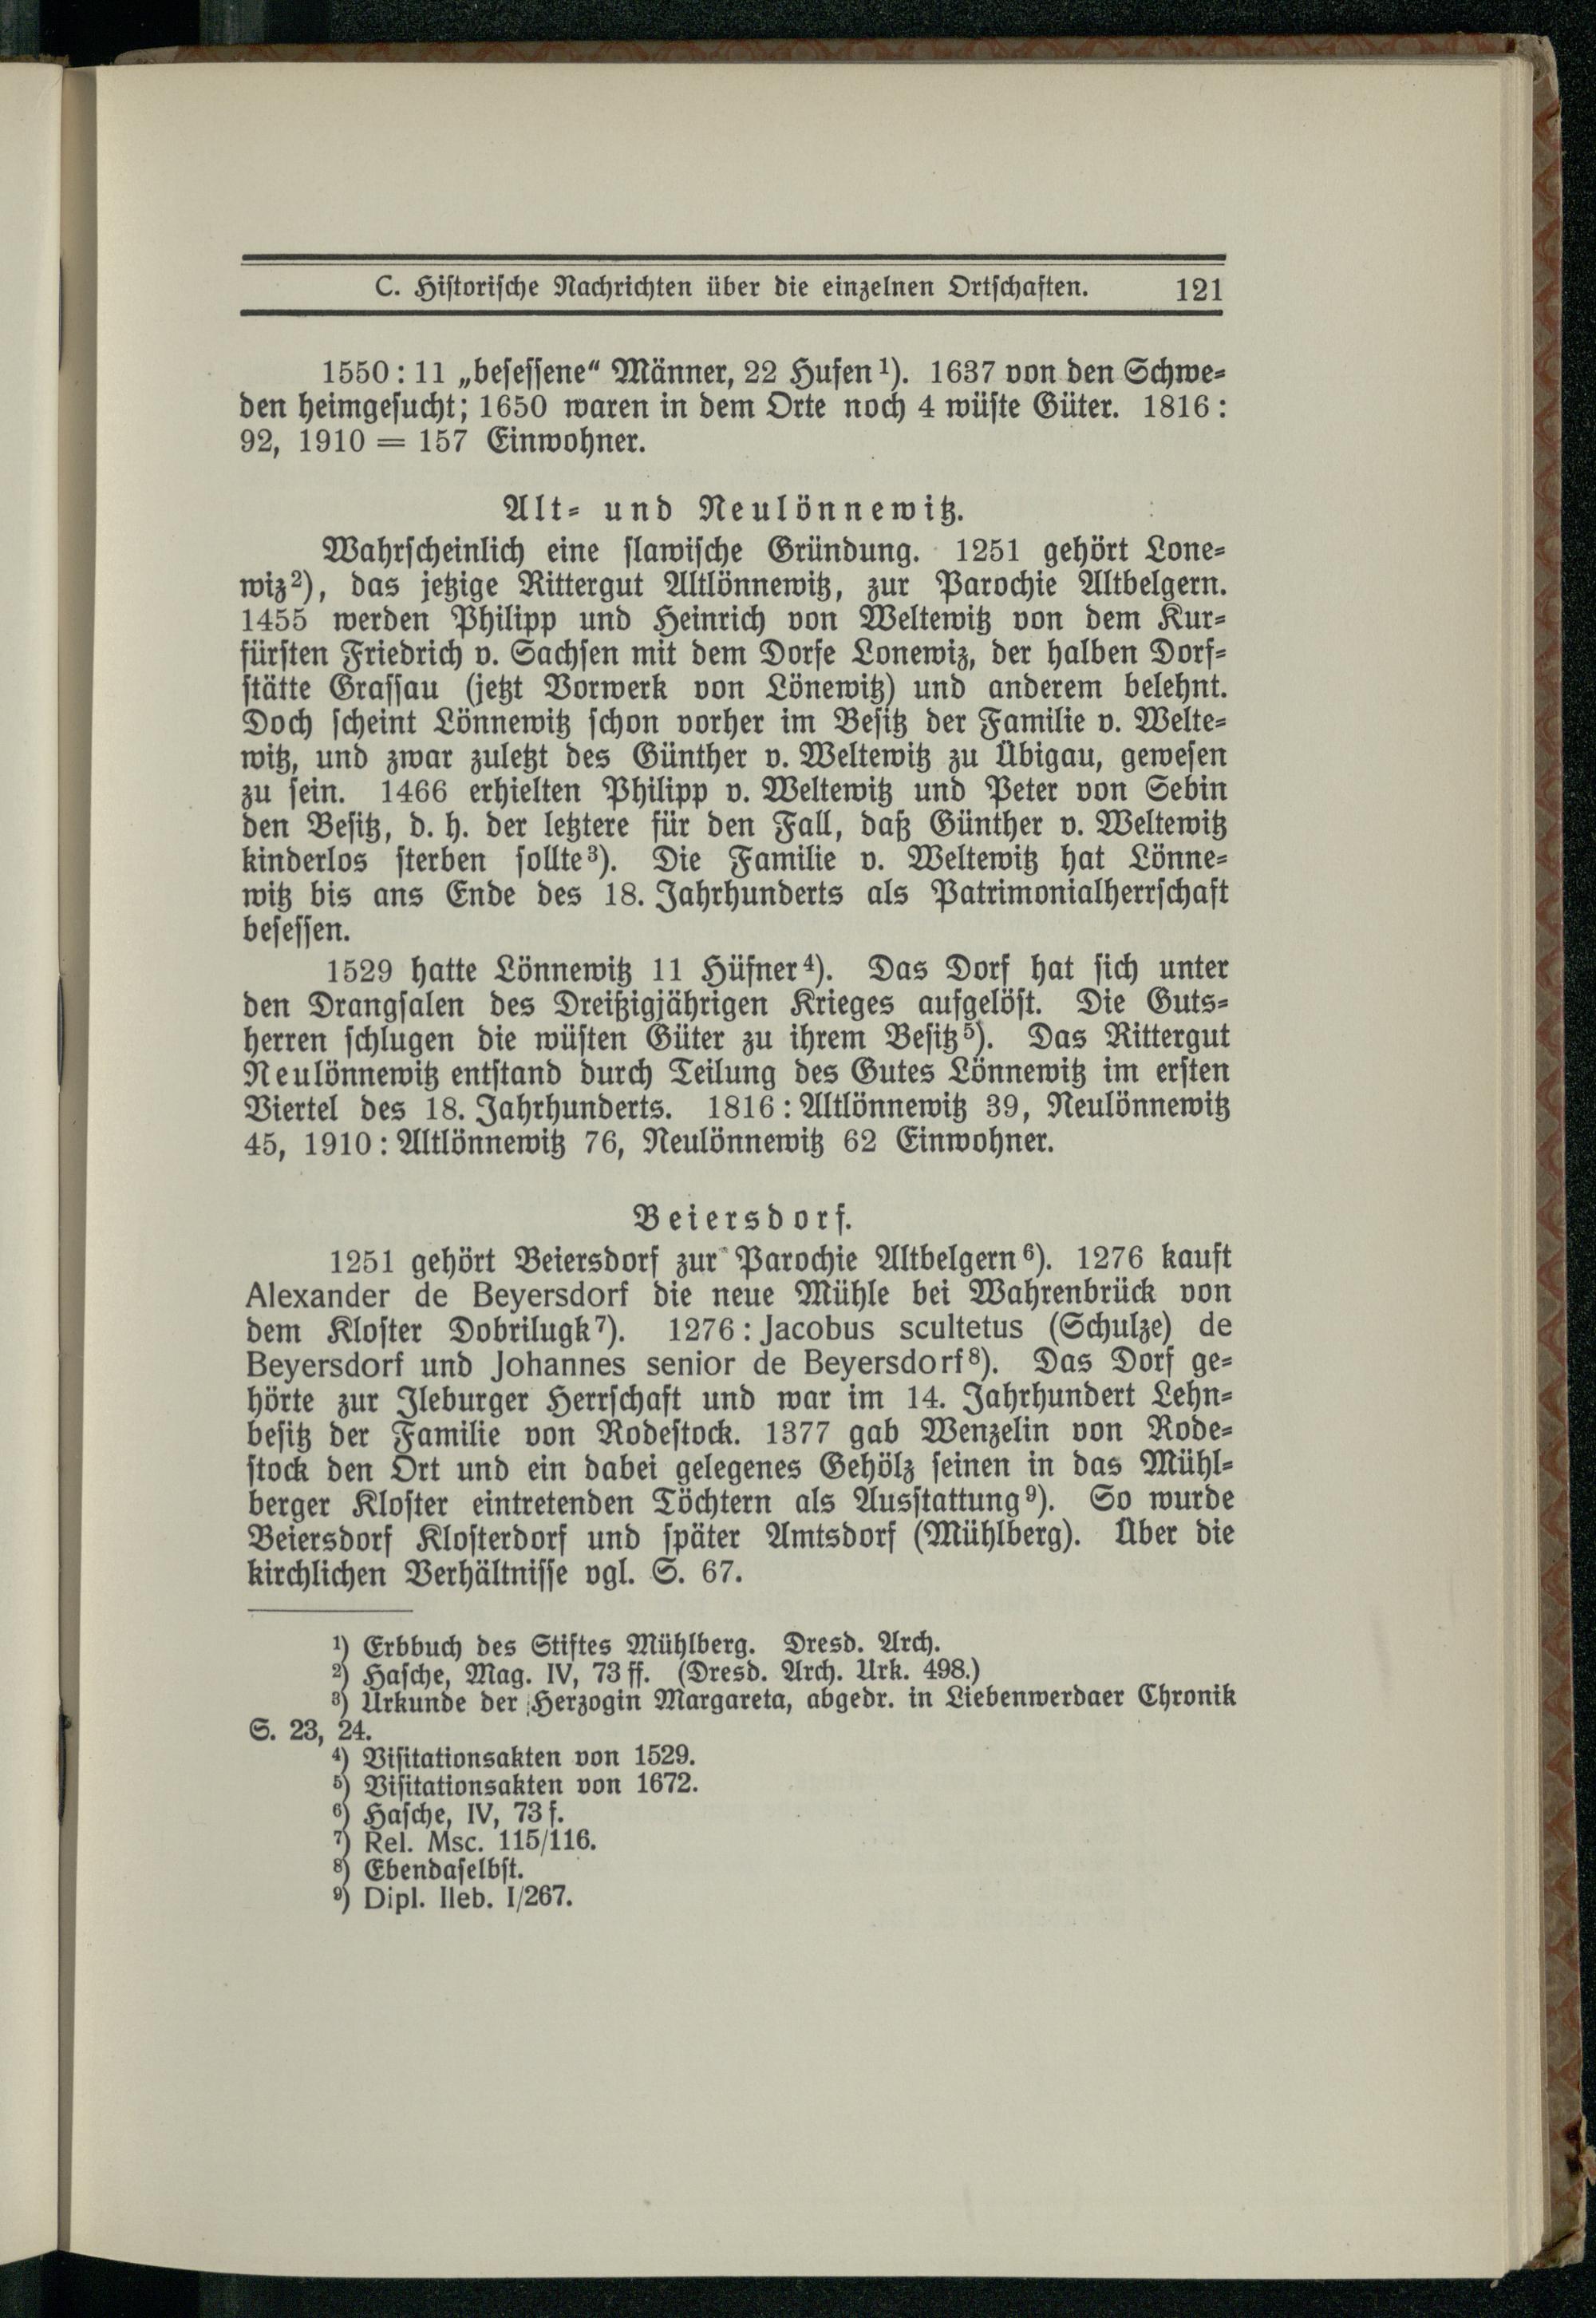 C. Historische Nachrichten über die einzelnen Ortschaften. 121
1550: 11 „besessene“ Männer, 22 Hufen¹). 1637 von den Schwe-
den heimgesucht; 1650 waren in dem Orte noch 4 wüste Güter. 1816:
92, 1910 = 157 Einwohner.
Alt- und Neulönnewitz.
Wahrscheinlich eine slawische Gründung. 1251 gehört Lone-
wiz²), das jetzige Rittergut Altlönnewitz, zur Parochie Altbelgern.
1455 werden Philipp und Heinrich von Weltewitz von dem Kur-
fürsten Friedrich v. Sachsen mit dem Dorfe Lonewiz, der halben Dorf-
stätte Grassau (jetzt Vorwerk von Lönewitz) und anderem belehnt.
Doch scheint Lönnewitz schon vorher im Besitz der Familie v. Welte-
witz, und zwar zuletzt des Günther v. Weltewitz zu Übigau, gewesen
zu sein. 1466 erhielten Philipp v. Weltewitz und Peter von Sebin
den Besitz, d. h. der letztere für den Fall, daß Günther v. Weltewitz
kinderlos sterben sollte³). Die Familie v. Weltewitz hat Lönne-
witz bis ans Ende des 18. Jahrhunderts als Patrimonialherrschaft
besessen.
1529 hatte Lönnewitz 11 Hüfner⁴). Das Dorf hat sich unter
den Drangsalen des Dreißigjährigen Krieges aufgelöst. Die Guts-
herren schlugen die wüsten Güter zu ihrem Besitz⁵). Das Rittergut
Neulönnewitz entstand durch Teilung des Gutes Lönnewitz im ersten
Viertel des 18. Jahrhunderts. 1816: Altlönnewitz 39, Neulönnewitz
45, 1910: Altlönnewitz 76, Neulönnewitz 62 Einwohner.
Beiersdorf.
1251 gehört Beiersdorf zur Parochie Altbelgern⁶). 1276 kauft
Alexander de Beyersdorf die neue Mühle bei Wahrenbrück von
dem Kloster Dobrilugk⁷). 1276: Jacobus scultetus (Schulze) de
Beyersdorf und Johannes senior de Beyersdorf⁸). Das Dorf ge-
hörte zur Ileburger Herrschaft und war im 14. Jahrhundert Lehn-
besitz der Familie von Rodestock. 1377 gab Wenzelin von Rode-
stock den Ort und ein dabei gelegenes Gehölz seinen in das Mühl-
berger Kloster eintretenden Töchtern als Ausstattung⁹). So wurde
Beiersdorf Klosterdorf und später Amtsdorf (Mühlberg). Über die
kirchlichen Verhältnisse vgl. S. 67.
¹) Erbbuch des Stiftes Mühlberg. Dresd. Arch.
²) Hasche, Mag. IV, 73 ff. (Dresd. Arch. Urk. 498.)
³) Urkunde der Herzogin Margareta, abgedr. in Liebenwerdaer Chronik
S. 23, 24.
⁴) Visitationsakten von 1529.
⁵) Visitationsakten von 1672.
⁶) Hasche, IV, 73 f.
⁷) Rel. Msc. 115/116.
⁸) Ebendaselbst.
⁹) Dipl. Ileb. I/267.